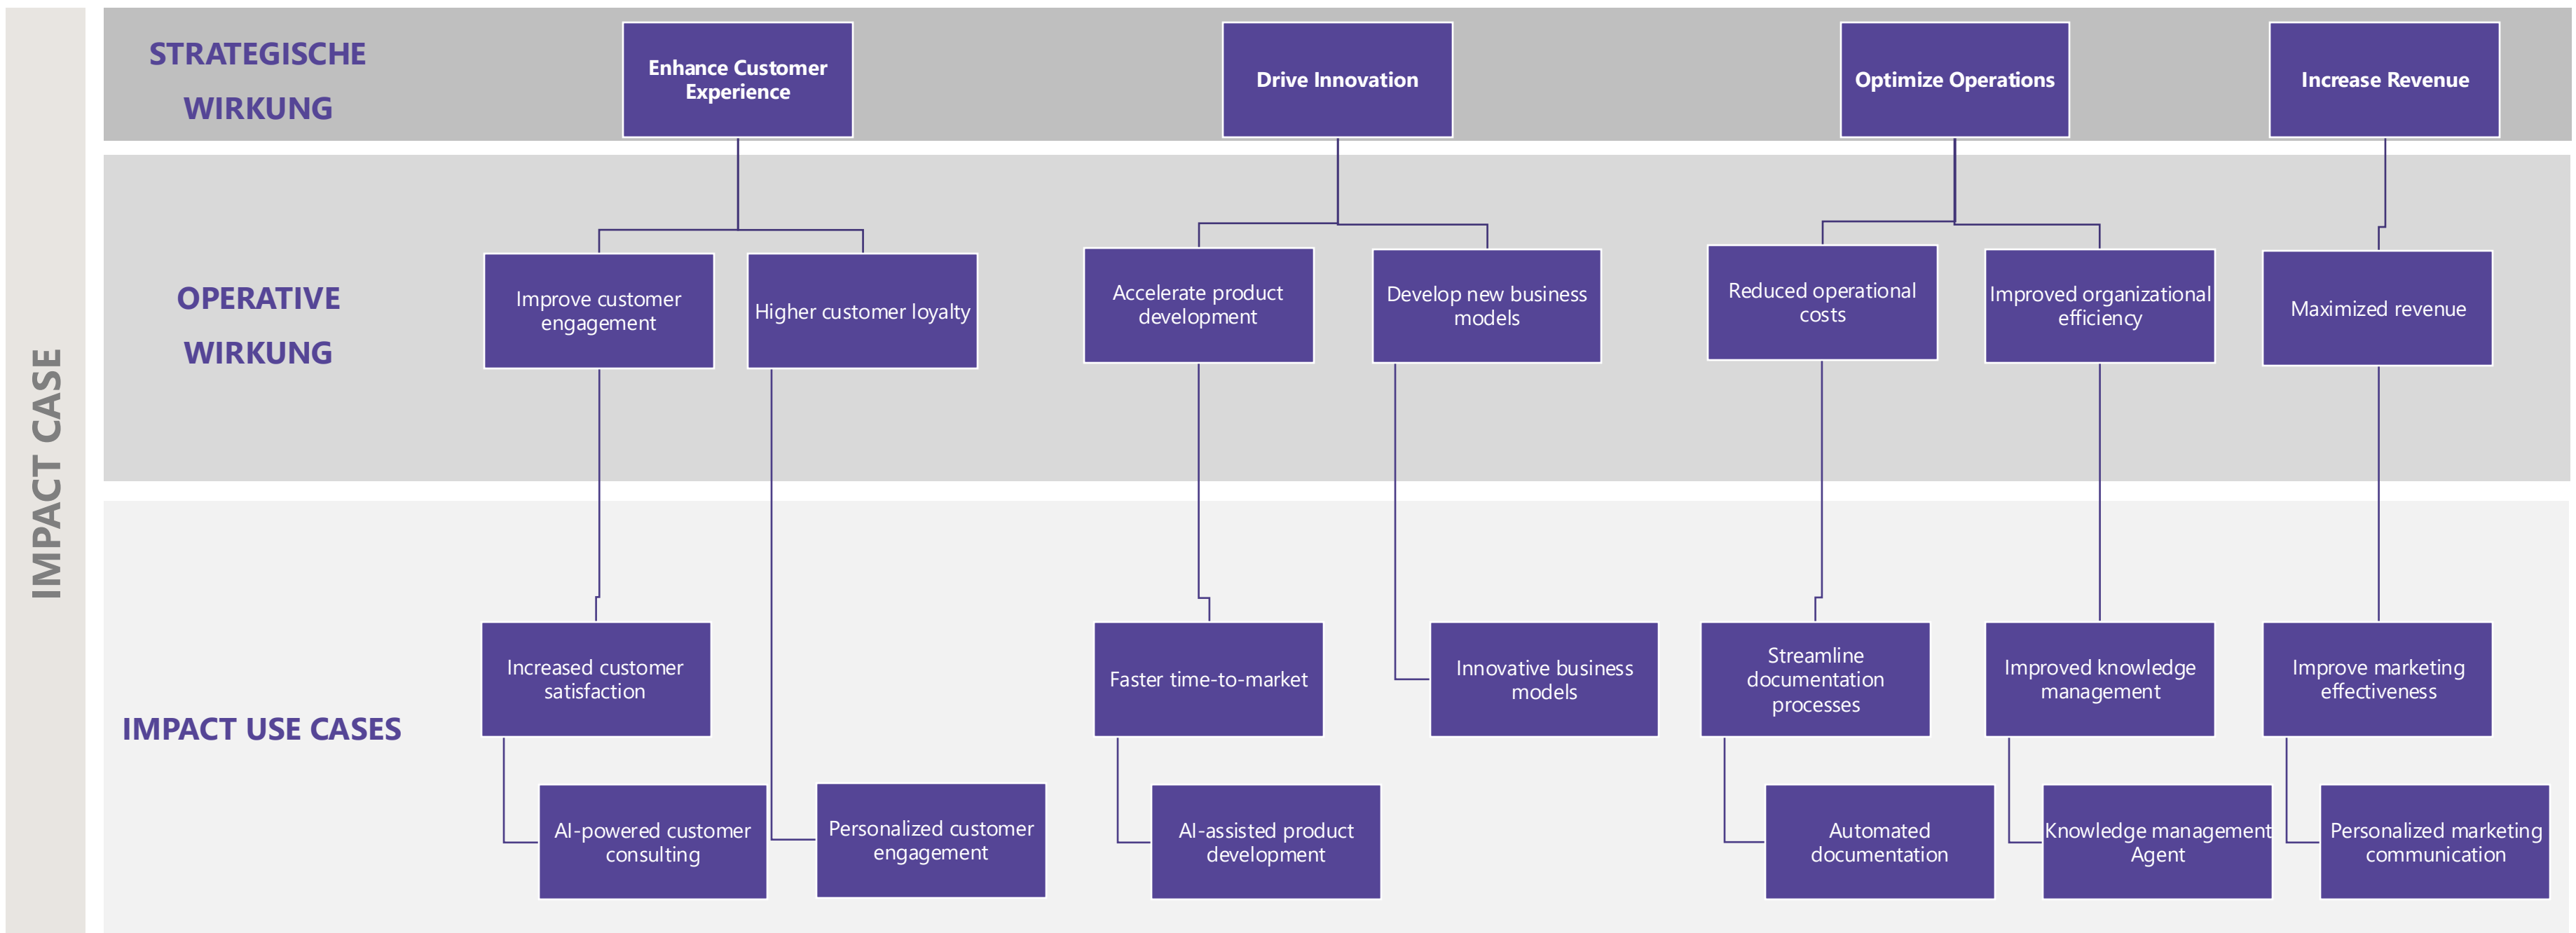 IMPACT CASE
STRATEGISCHE
WIRKUNG
Enhance Customer
Experience
Drive Innovation
Optimize Operations
Increase Revenue
OPERATIVE
WIRKUNG
Improve customer
engagement
Higher customer loyalty
Accelerate product
development
Develop new business
models
Reduced operational
costs
Improved organizational
efficiency
Maximized revenue
IMPACT USE CASES
Increased customer
satisfaction
Faster time-to-market
Innovative business
models
Streamline
documentation
processes
Improved knowledge
management
Improve marketing
effectiveness
AI-powered customer
consulting
Personalized customer
engagement
AI-assisted product
development
Automated
documentation
Knowledge management
Agent
Personalized marketing
communication